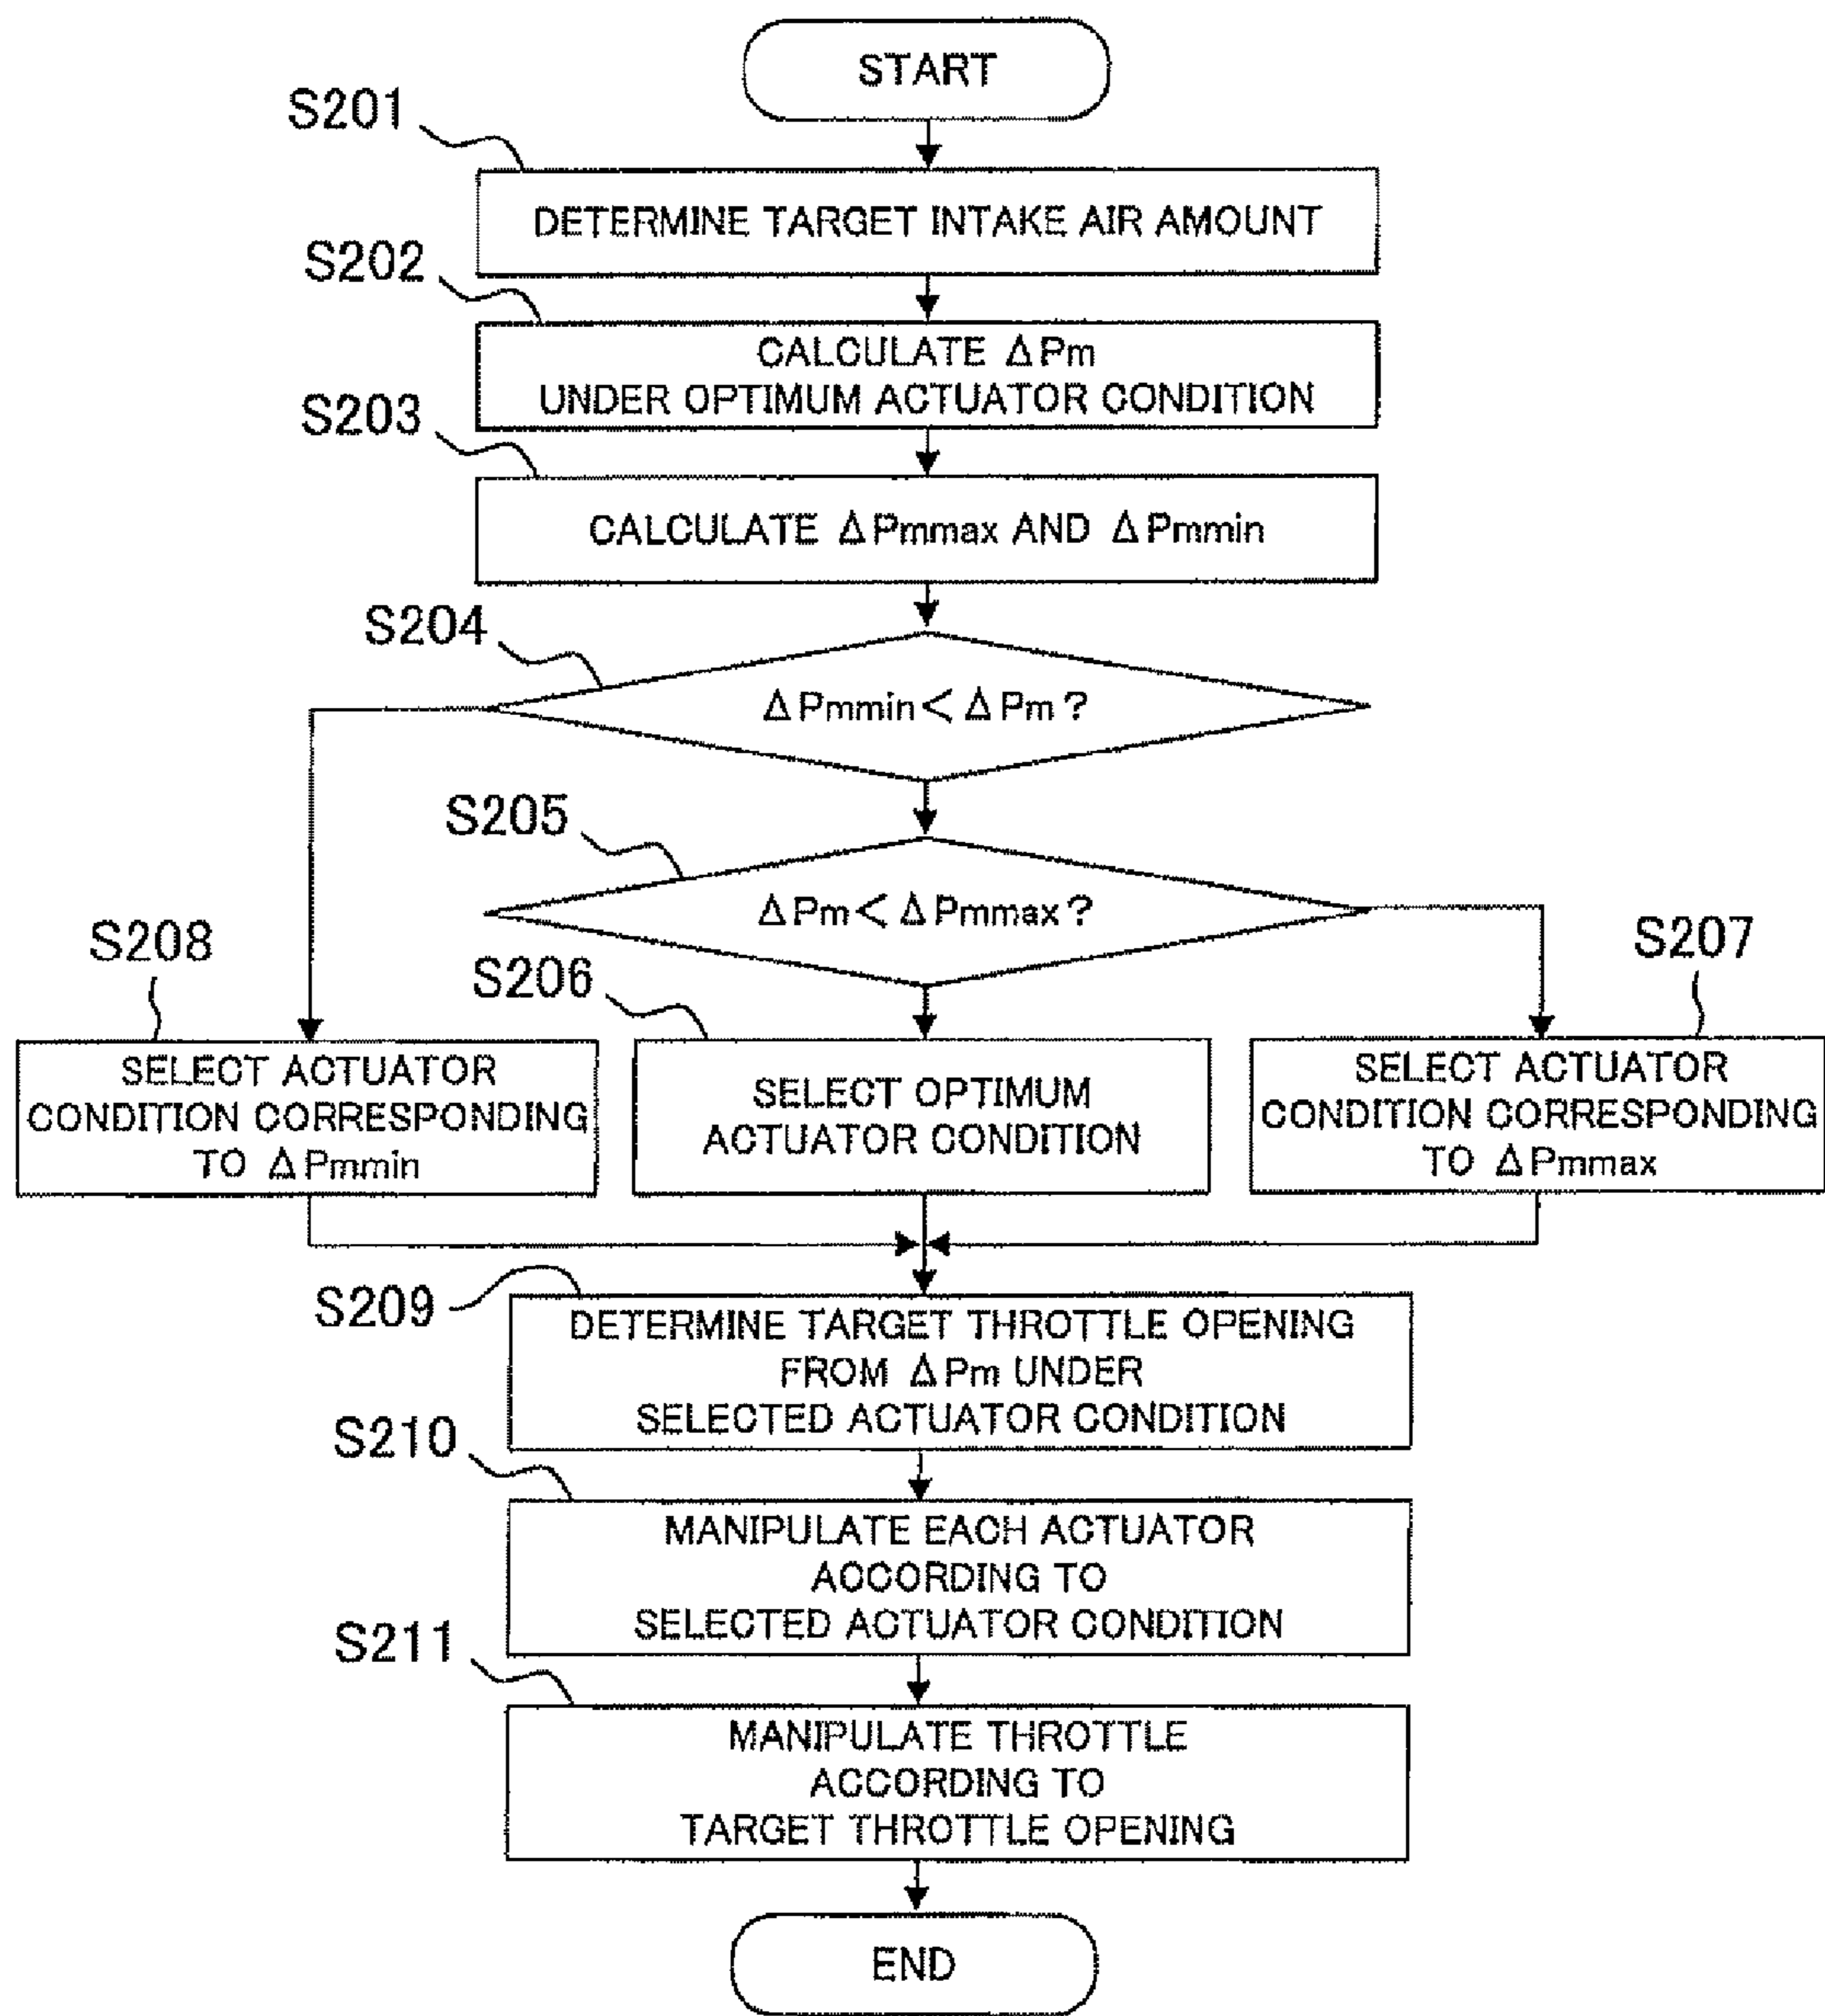 START
S201
DETERMINE TARGET INTAKE AIR AMOUNT
S202
CALCULATE ΔPm
UNDER OPTIMUM ACTUATOR CONDITION
S203
CALCULATE ΔPmmax AND ΔPmmin
S204
ΔPmmin < ΔPm ?
S205
ΔPm < ΔPmmax ?
S208
SELECT ACTUATOR
CONDITION CORRESPONDING
TO ΔPmmin
S206
SELECT OPTIMUM
ACTUATOR CONDITION
S207
SELECT ACTUATOR
CONDITION CORRESPONDING
TO ΔPmmax
S209
DETERMINE TARGET THROTTLE OPENING
FROM ΔPm UNDER
SELECTED ACTUATOR CONDITION
S210
MANIPULATE EACH ACTUATOR
ACCORDING TO
SELECTED ACTUATOR CONDITION
S211
MANIPULATE THROTTLE
ACCORDING TO
TARGET THROTTLE OPENING
END